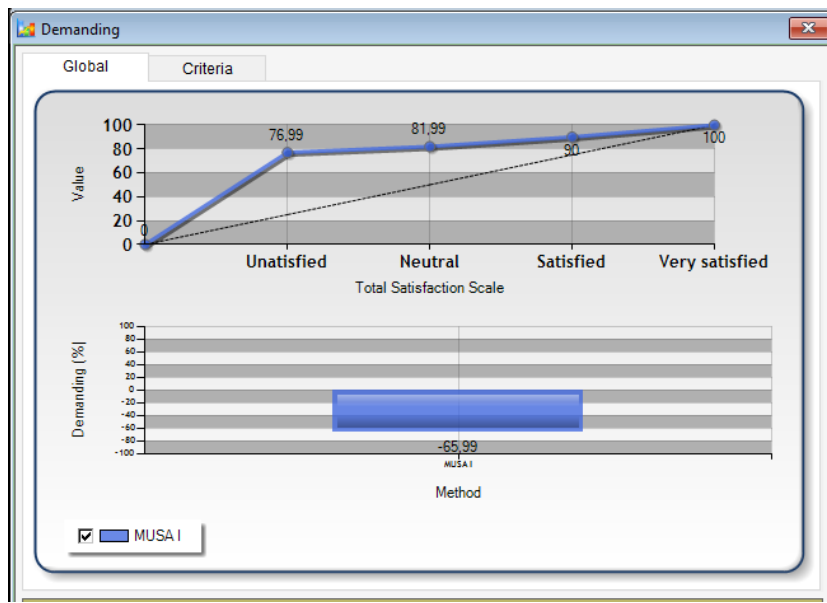 Demanding
Global Criteria
100
80
60
40
20
0
Value
0
76,99
81,99
90
100
Unatisfied Neutral Satisfied Very satisfied
Total Satisfaction Scale
100
80
60
40
20
0
-20
-40
-60
-80
-100
Demanding (%)
-65,99
MUSA I
Method
MUSA I